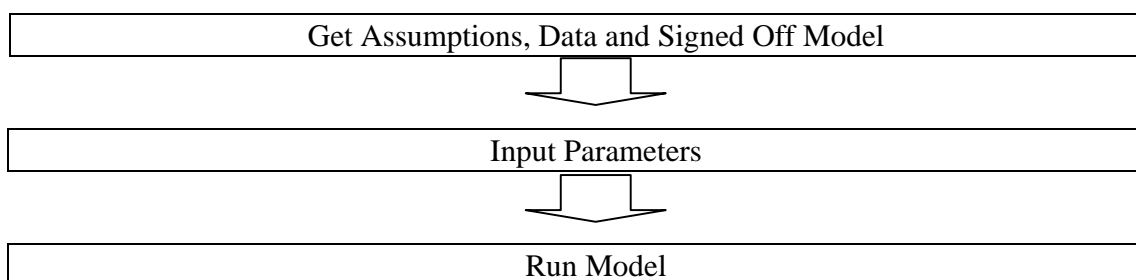 Get Assumptions, Data and Signed Off Model
Input Parameters
Run Model